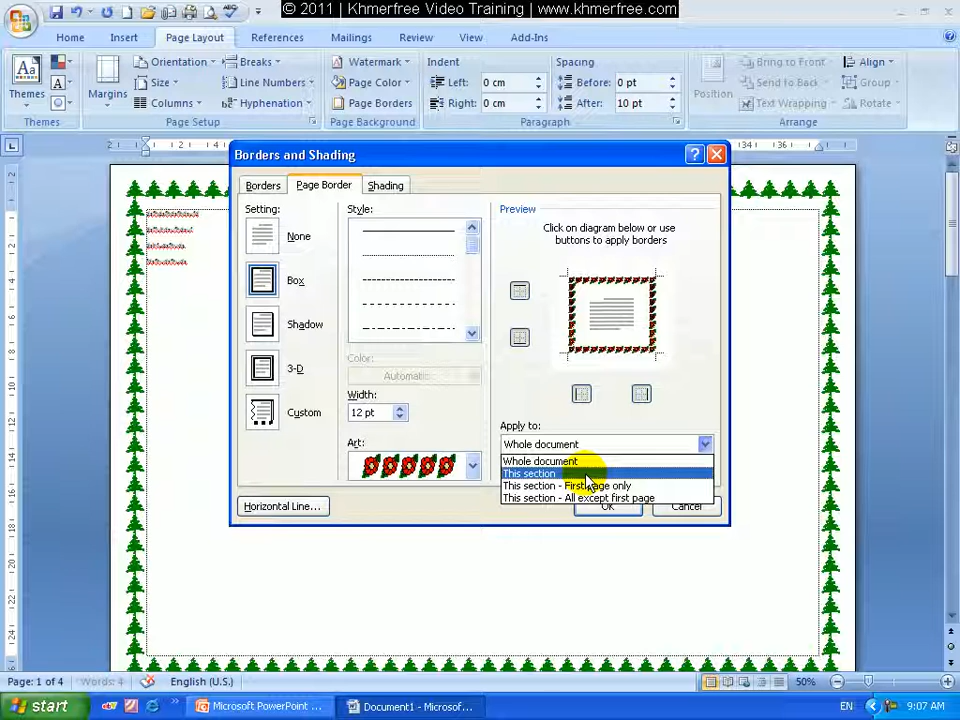 © 2011 | Khmerfree Video Training | www.khmerfree.com
Home Insert Page Layout References Mailings Review View Add-Ins
Orientation Breaks Watermark Indent Spacing Bring to Front Align
Themes Margins Size Line Numbers Page Color Left: 0 cm Before: 0 pt Position Send to Back Group
Columns Hyphenation Page Borders Right: 0 cm After: 10 pt Text Wrapping Rotate
Themes Page Setup Page Background Paragraph Arrange
Borders and Shading
Borders Page Border Shading
Setting: Style: Preview
None
Click on diagram below or use
buttons to apply borders
Box
Shadow
Color:
3-D
Automatic
Width:
Custom
12 pt
Apply to:
Art:
Whole document
Whole document
This section
This section - First page only
This section - All except first page
Horizontal Line... OK Cancel
Page: 1 of 4 Words: 4 English (U.S.) 50%
start Microsoft PowerPoint ... Document1 - Microsof... EN 9:07 AM